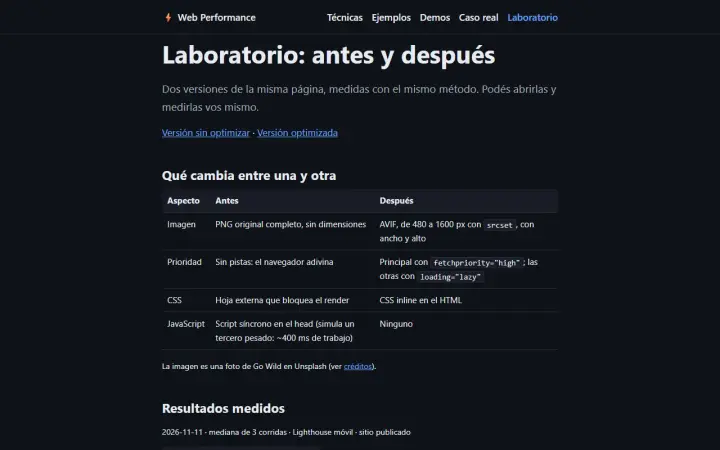 Web Performance Técnicas Ejemplos Demos Caso real Laboratorio
Laboratorio: antes y después
Dos versiones de la misma página, medidas con el mismo método. Podés abrirlas y
medirlas vos mismo.
Versión sin optimizar · Versión optimizada
Qué cambia entre una y otra
Aspecto Antes Después
Imagen PNG original completo, sin dimensiones AVIF, de 480 a 1600 px con srcset, con
ancho y alto
Prioridad Sin pistas: el navegador adivina Principal con fetchpriority="high"; las
otras con loading="lazy"
CSS Hoja externa que bloquea el render CSS inline en el HTML
JavaScript Script síncrono en el head (simula un Ninguno
tercero pesado: ~400 ms de trabajo)
La imagen es una foto de Go Wild en Unsplash (ver créditos).
Resultados medidos
2026-11-11 · mediana de 3 corridas · Lighthouse móvil · sitio publicado